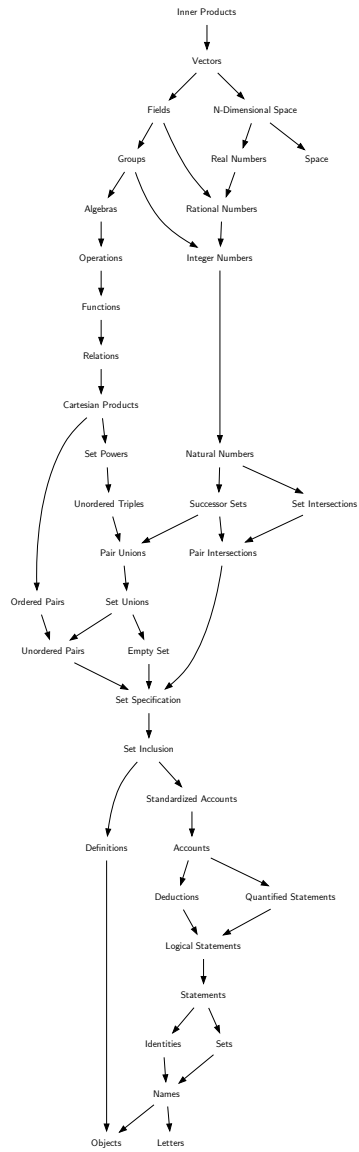 Inner Products
Vectors
Fields
N-Dimensional Space
Groups
Real Numbers
Space
Algebras
Rational Numbers
Operations
Integer Numbers
Functions
Relations
Cartesian Products
Set Powers
Natural Numbers
Unordered Triples
Successor Sets
Set Intersections
Pair Unions
Pair Intersections
Ordered Pairs
Set Unions
Unordered Pairs
Empty Set
Set Specification
Set Inclusion
Standardized Accounts
Definitions
Accounts
Deductions
Quantified Statements
Logical Statements
Statements
Identities
Sets
Names
Objects
Letters